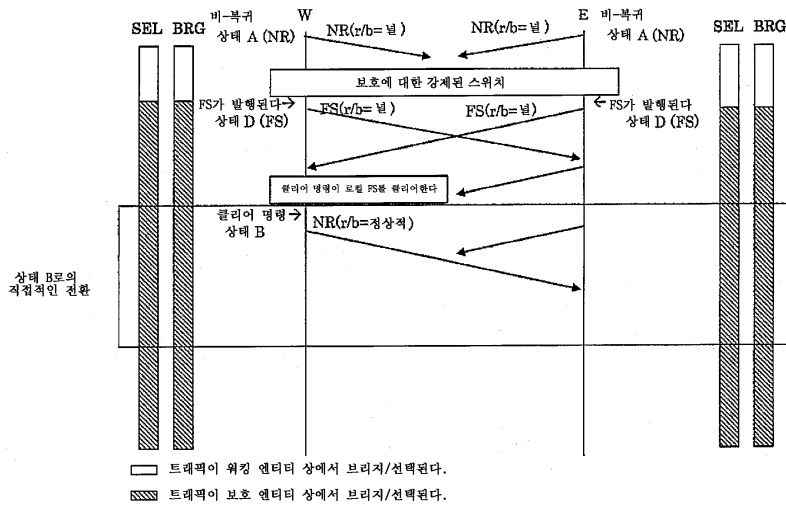 비-복귀
W
E
비-복귀
SEL BRG
상태 A (NR)
NR(r/b=널)
NR(r/b=널)
상태 A (NR)
SEL BRG
보호에 대한 강제된 스위치
FS가 발행된다
상태 D (FS)
FS(r/b=널)
FS(r/b=널)
FS가 발행된다
상태 D (FS)
클리어 명령이 로컬 FS를 클리어한다
클리어 명령
상태 B
NR(r/b=정상적)
상태 B로의
직접적인 전환
트래픽이 워킹 엔티티 상에서 브리지/선택된다.
트래픽이 보호 엔티티 상에서 브리지/선택된다.